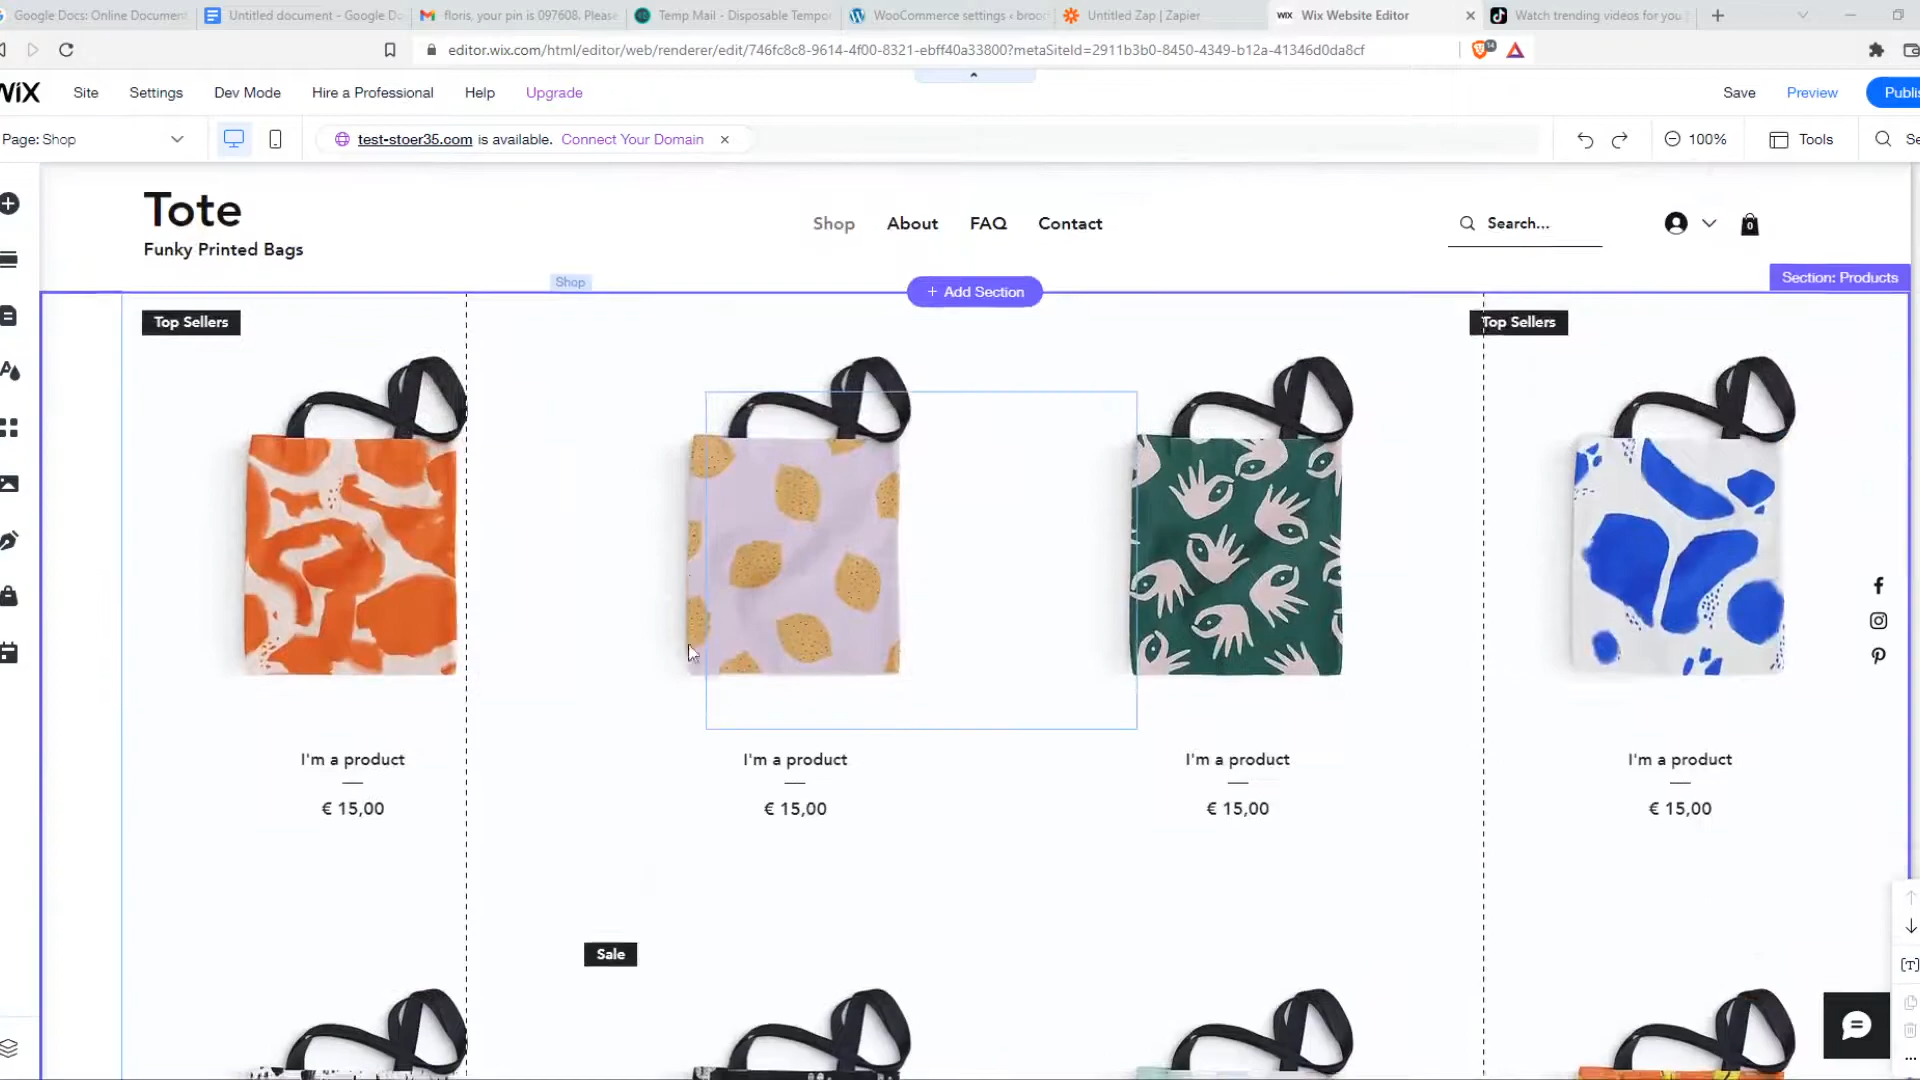 Google Docs: Online Document
Untitled document - Google Do
floris, your pin is 097608. Please
Temp Mail - Disposable Tempor
WooCommerce settings ‹ brooc
Untitled Zap | Zapier
Wix Website Editor
Watch trending videos for you
editor.wix.com/html/editor/web/renderer/edit/746fc8c8-9614-4f00-8321-ebff40a33800?metaSiteId=2911b3b0-8450-4349-b12a-41346d0da8cf
14
WiX
Site
Settings
Dev Mode
Hire a Professional
Help
Upgrade
Save
Preview
Publis
Page: Shop
test-stoer35.com is available. Connect Your Domain
100%
Tools
Se
Tote
Funky Printed Bags
Shop
About
FAQ
Contact
Search...
0
Shop
+ Add Section
Section: Products
Top Sellers
Top Sellers
I'm a product
€ 15,00
I'm a product
€ 15,00
I'm a product
€ 15,00
I'm a product
€ 15,00
Sale